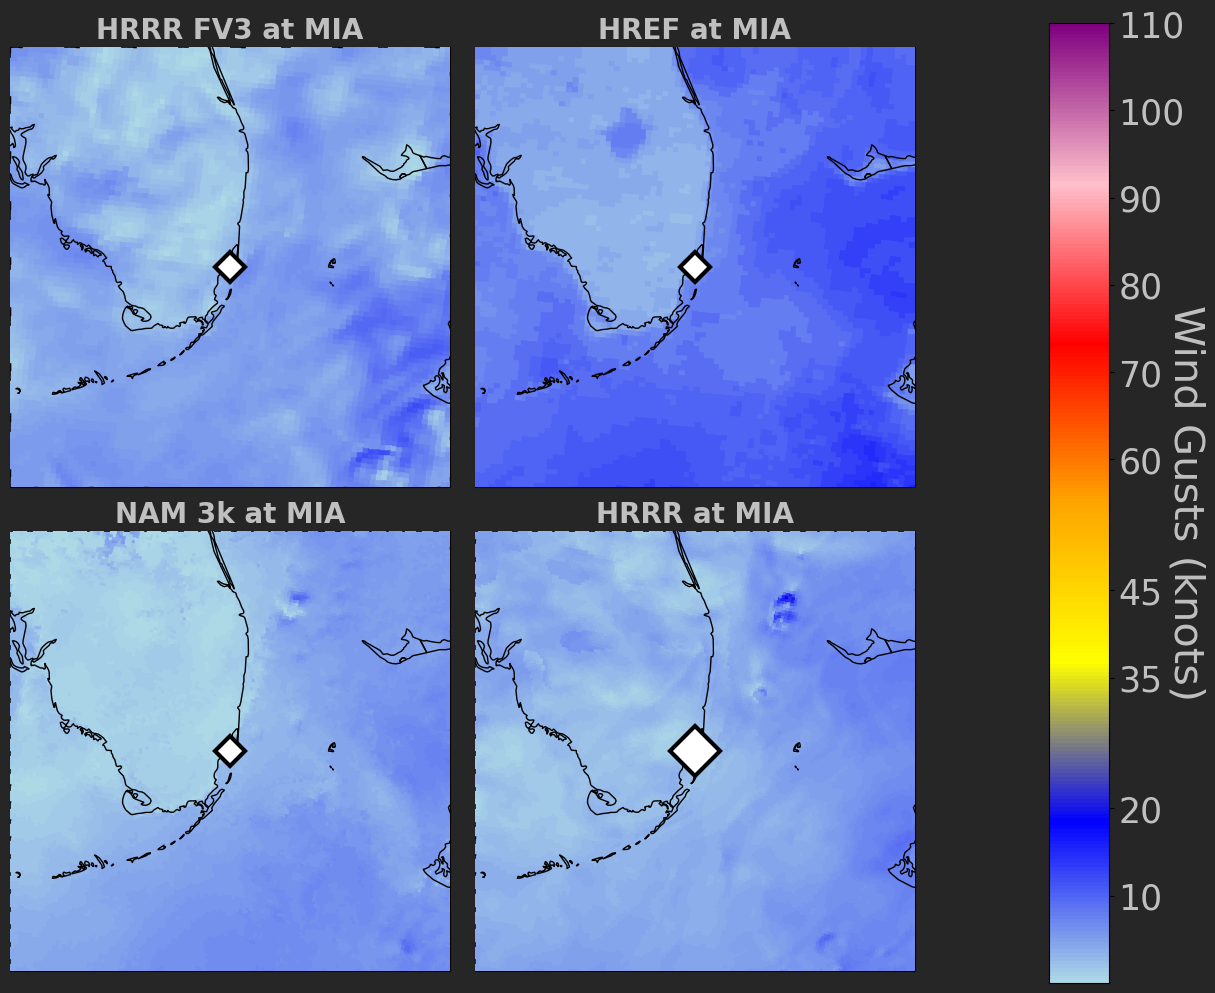 HRRR FV3 at MIA
HREF at MIA
NAM 3k at MIA
HRRR at MIA
110
100
90
80
70
60
45
35
20
10
Wind Gusts (knots)